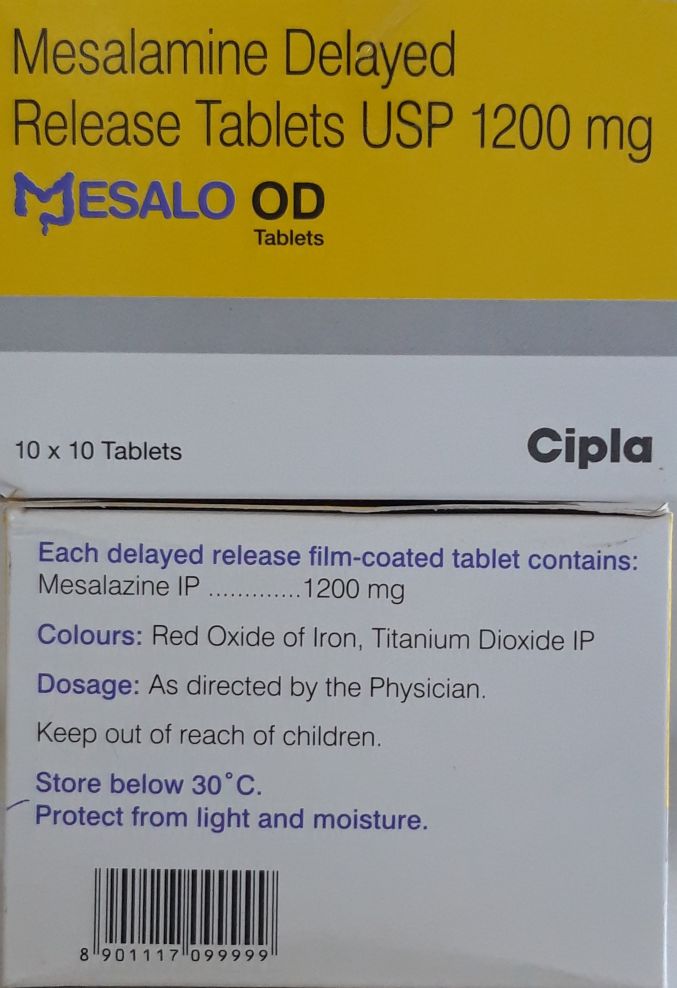 Mesalamine Delayed
Release Tablets USP 1200 mg
MESALO OD
Tablets
10 x 10 Tablets
Cipla
Each delayed release film-coated tablet contains:
Mesalazine IP .............1200 mg
Colours: Red Oxide of Iron, Titanium Dioxide IP
Dosage: As directed by the Physician.
Keep out of reach of children.
Store below 30°C.
Protect from light and moisture.
8 901117 099999